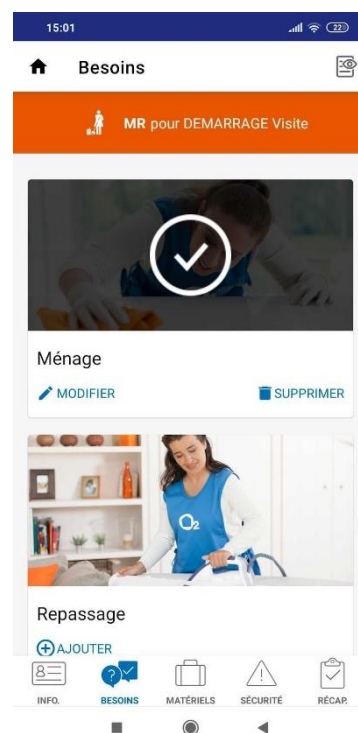 15:01
22
Besoins
MR pour DEMARRAGE Visite
Ménage
MODIFIER
SUPPRIMER
O2
Repassage
AJOUTER
INFO.
BESOINS
MATÉRIELS
SÉCURITÉ
RÉCAP.